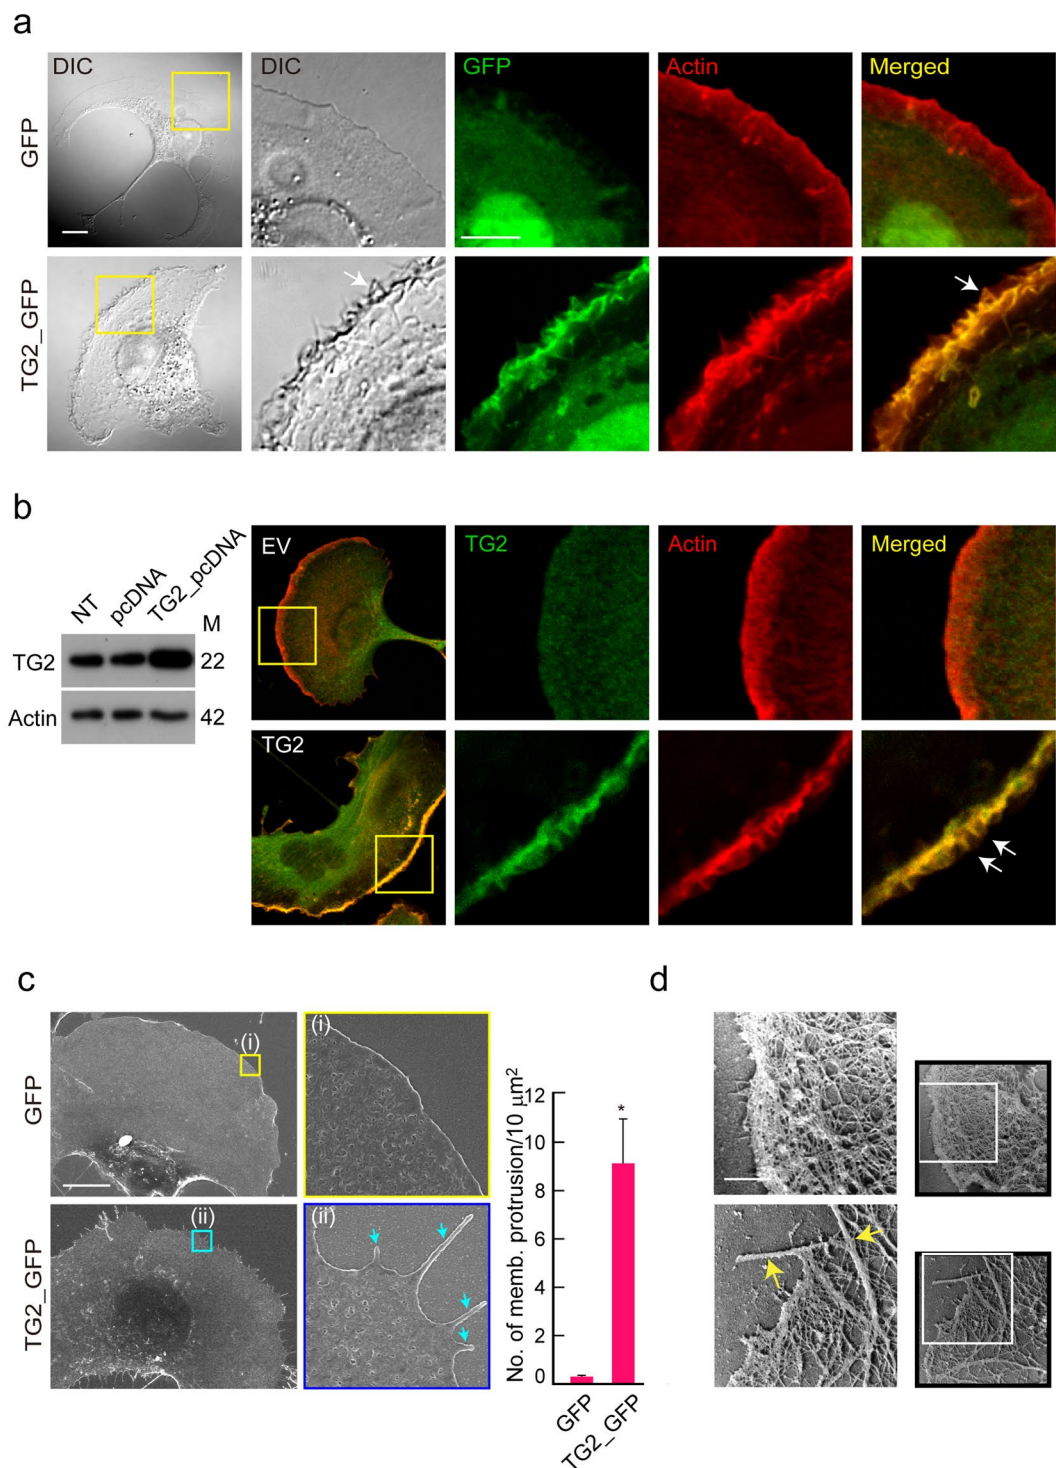 a
DIC
DIC
GFP
Actin
Merged
GFP
TG2_GFP
b
NT
pcDNA
TG2_pcDNA
M
TG2
22
Actin
42
EV
TG2
Actin
Merged
TG2
c
d
GFP
(i)
(i)
TG2_GFP
(ii)
(ii)
No. of memb. protrusion/10 μm²
12
10
8
6
4
2
0
*
GFP
TG2_GFP